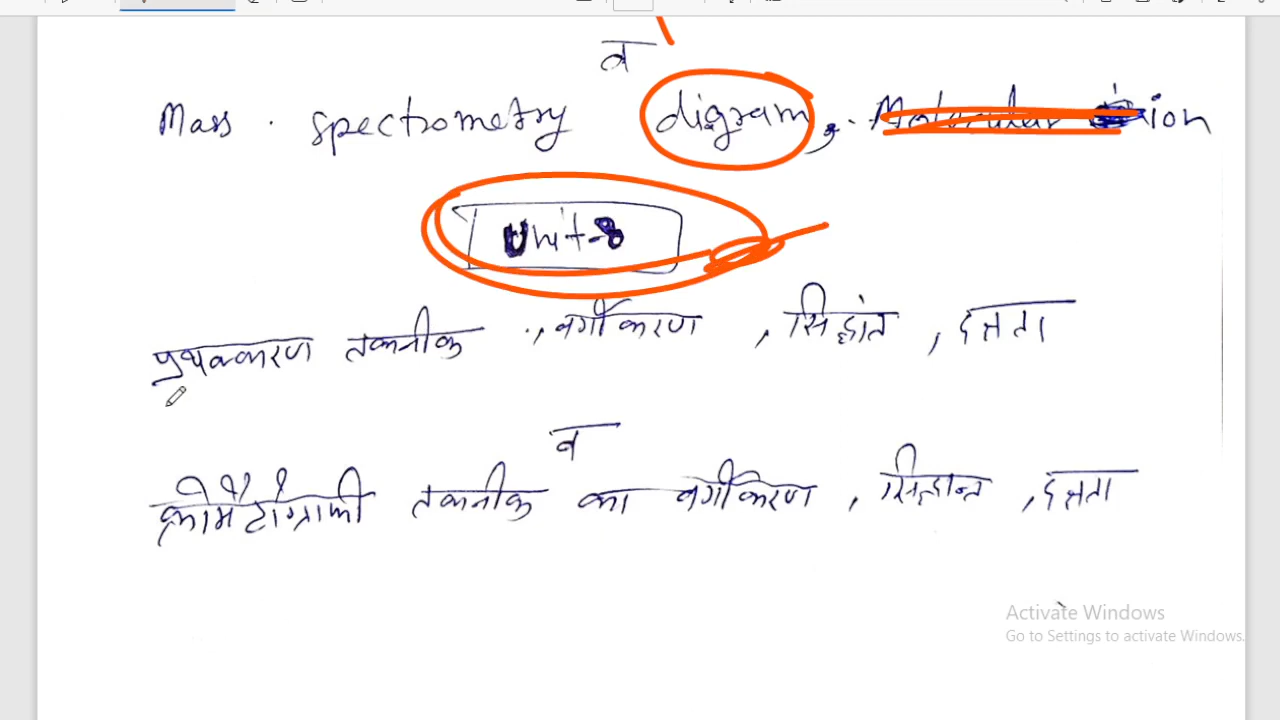 व
Mass . spectrometry digram, . Molecular ion
Unit-8
पृथक्करण तकनीक ., वर्गीकरण , सिद्धांत , दक्षता
व
क्रोमैटोग्राफी तकनीक का वर्गीकरण , सिद्धान्त , दक्षता
Activate Windows
Go to Settings to activate Windows.